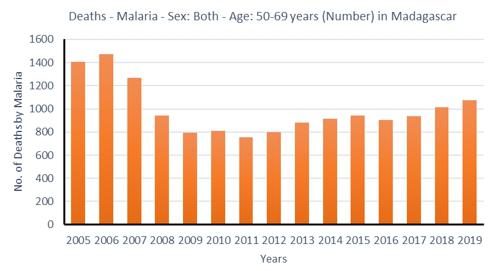 Deaths - Malaria - Sex: Both - Age: 50-69 years (Number) in Madagascar
1600
1400
1200
1000
800
600
400
200
0
No. of Deaths by Malaria
2005 2006 2007 2008 2009 2010 2011 2012 2013 2014 2015 2016 2017 2018 2019
Years